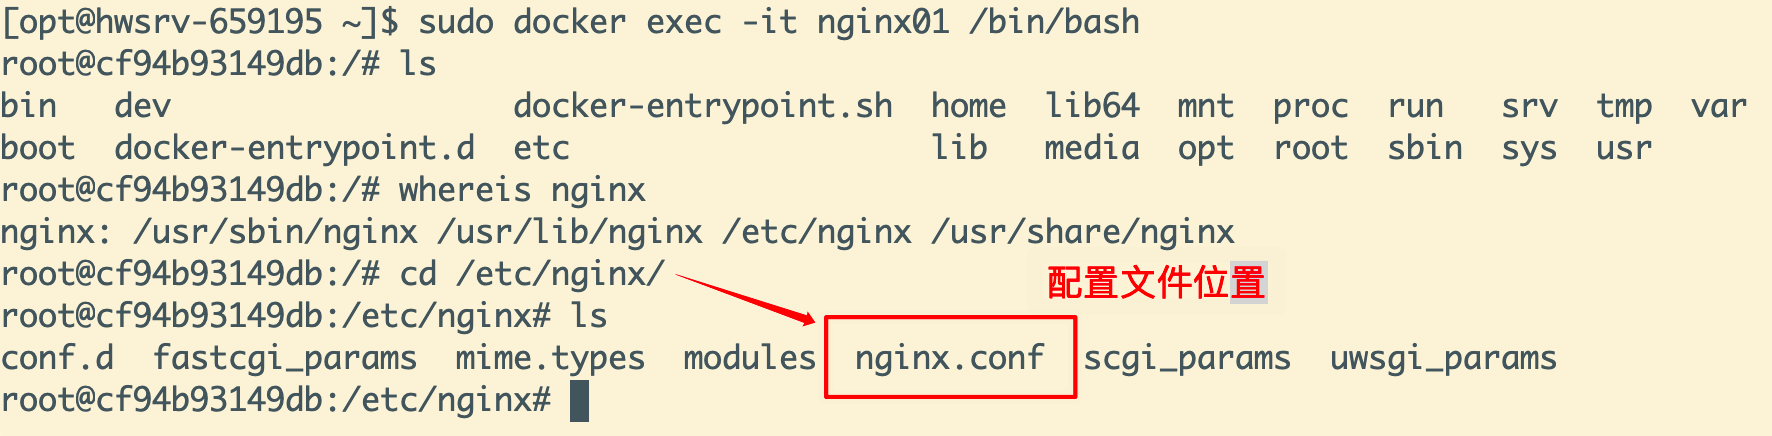 [opt@hwsrv-659195 ~]$ sudo docker exec -it nginx01 /bin/bash
root@cf94b93149db:/# ls
bin   dev                  docker-entrypoint.sh  home  lib64  mnt  proc  run   srv  tmp  var
boot  docker-entrypoint.d  etc                   lib   media  opt  root  sbin  sys  usr
root@cf94b93149db:/# whereis nginx
nginx: /usr/sbin/nginx /usr/lib/nginx /etc/nginx /usr/share/nginx
root@cf94b93149db:/# cd /etc/nginx/
配置文件位置
root@cf94b93149db:/etc/nginx# ls
conf.d  fastcgi_params  mime.types  modules  nginx.conf  scgi_params  uwsgi_params
root@cf94b93149db:/etc/nginx#